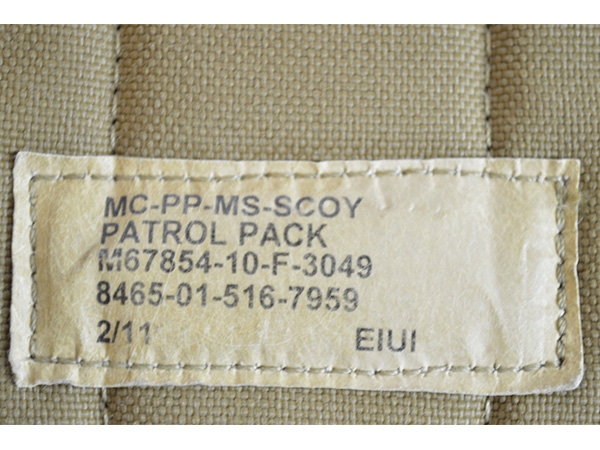 MC-PP-MS-SCOY
PATROL PACK
M67854-10-F-3049
8465-01-516-7959
2/11 EIUI